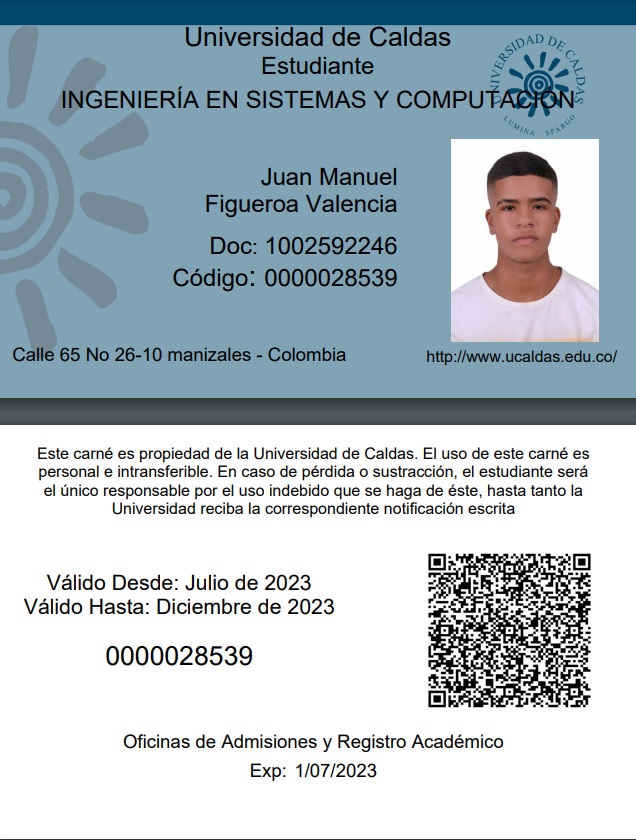 Universidad de Caldas
Estudiante
INGENIERÍA EN SISTEMAS Y COMPUTACIÓN
UNIVERSIDAD DE CALDAS
LUMINA SPARGO
Juan Manuel
Figueroa Valencia
Doc: 1002592246
Código: 0000028539
Calle 65 No 26-10 manizales - Colombia
http://www.ucaldas.edu.co/
Este carné es propiedad de la Universidad de Caldas. El uso de este carné es
personal e intransferible. En caso de pérdida o sustracción, el estudiante será
el único responsable por el uso indebido que se haga de éste, hasta tanto la
Universidad reciba la correspondiente notificación escrita
Válido Desde: Julio de 2023
Válido Hasta: Diciembre de 2023
0000028539
Oficinas de Admisiones y Registro Académico
Exp: 1/07/2023